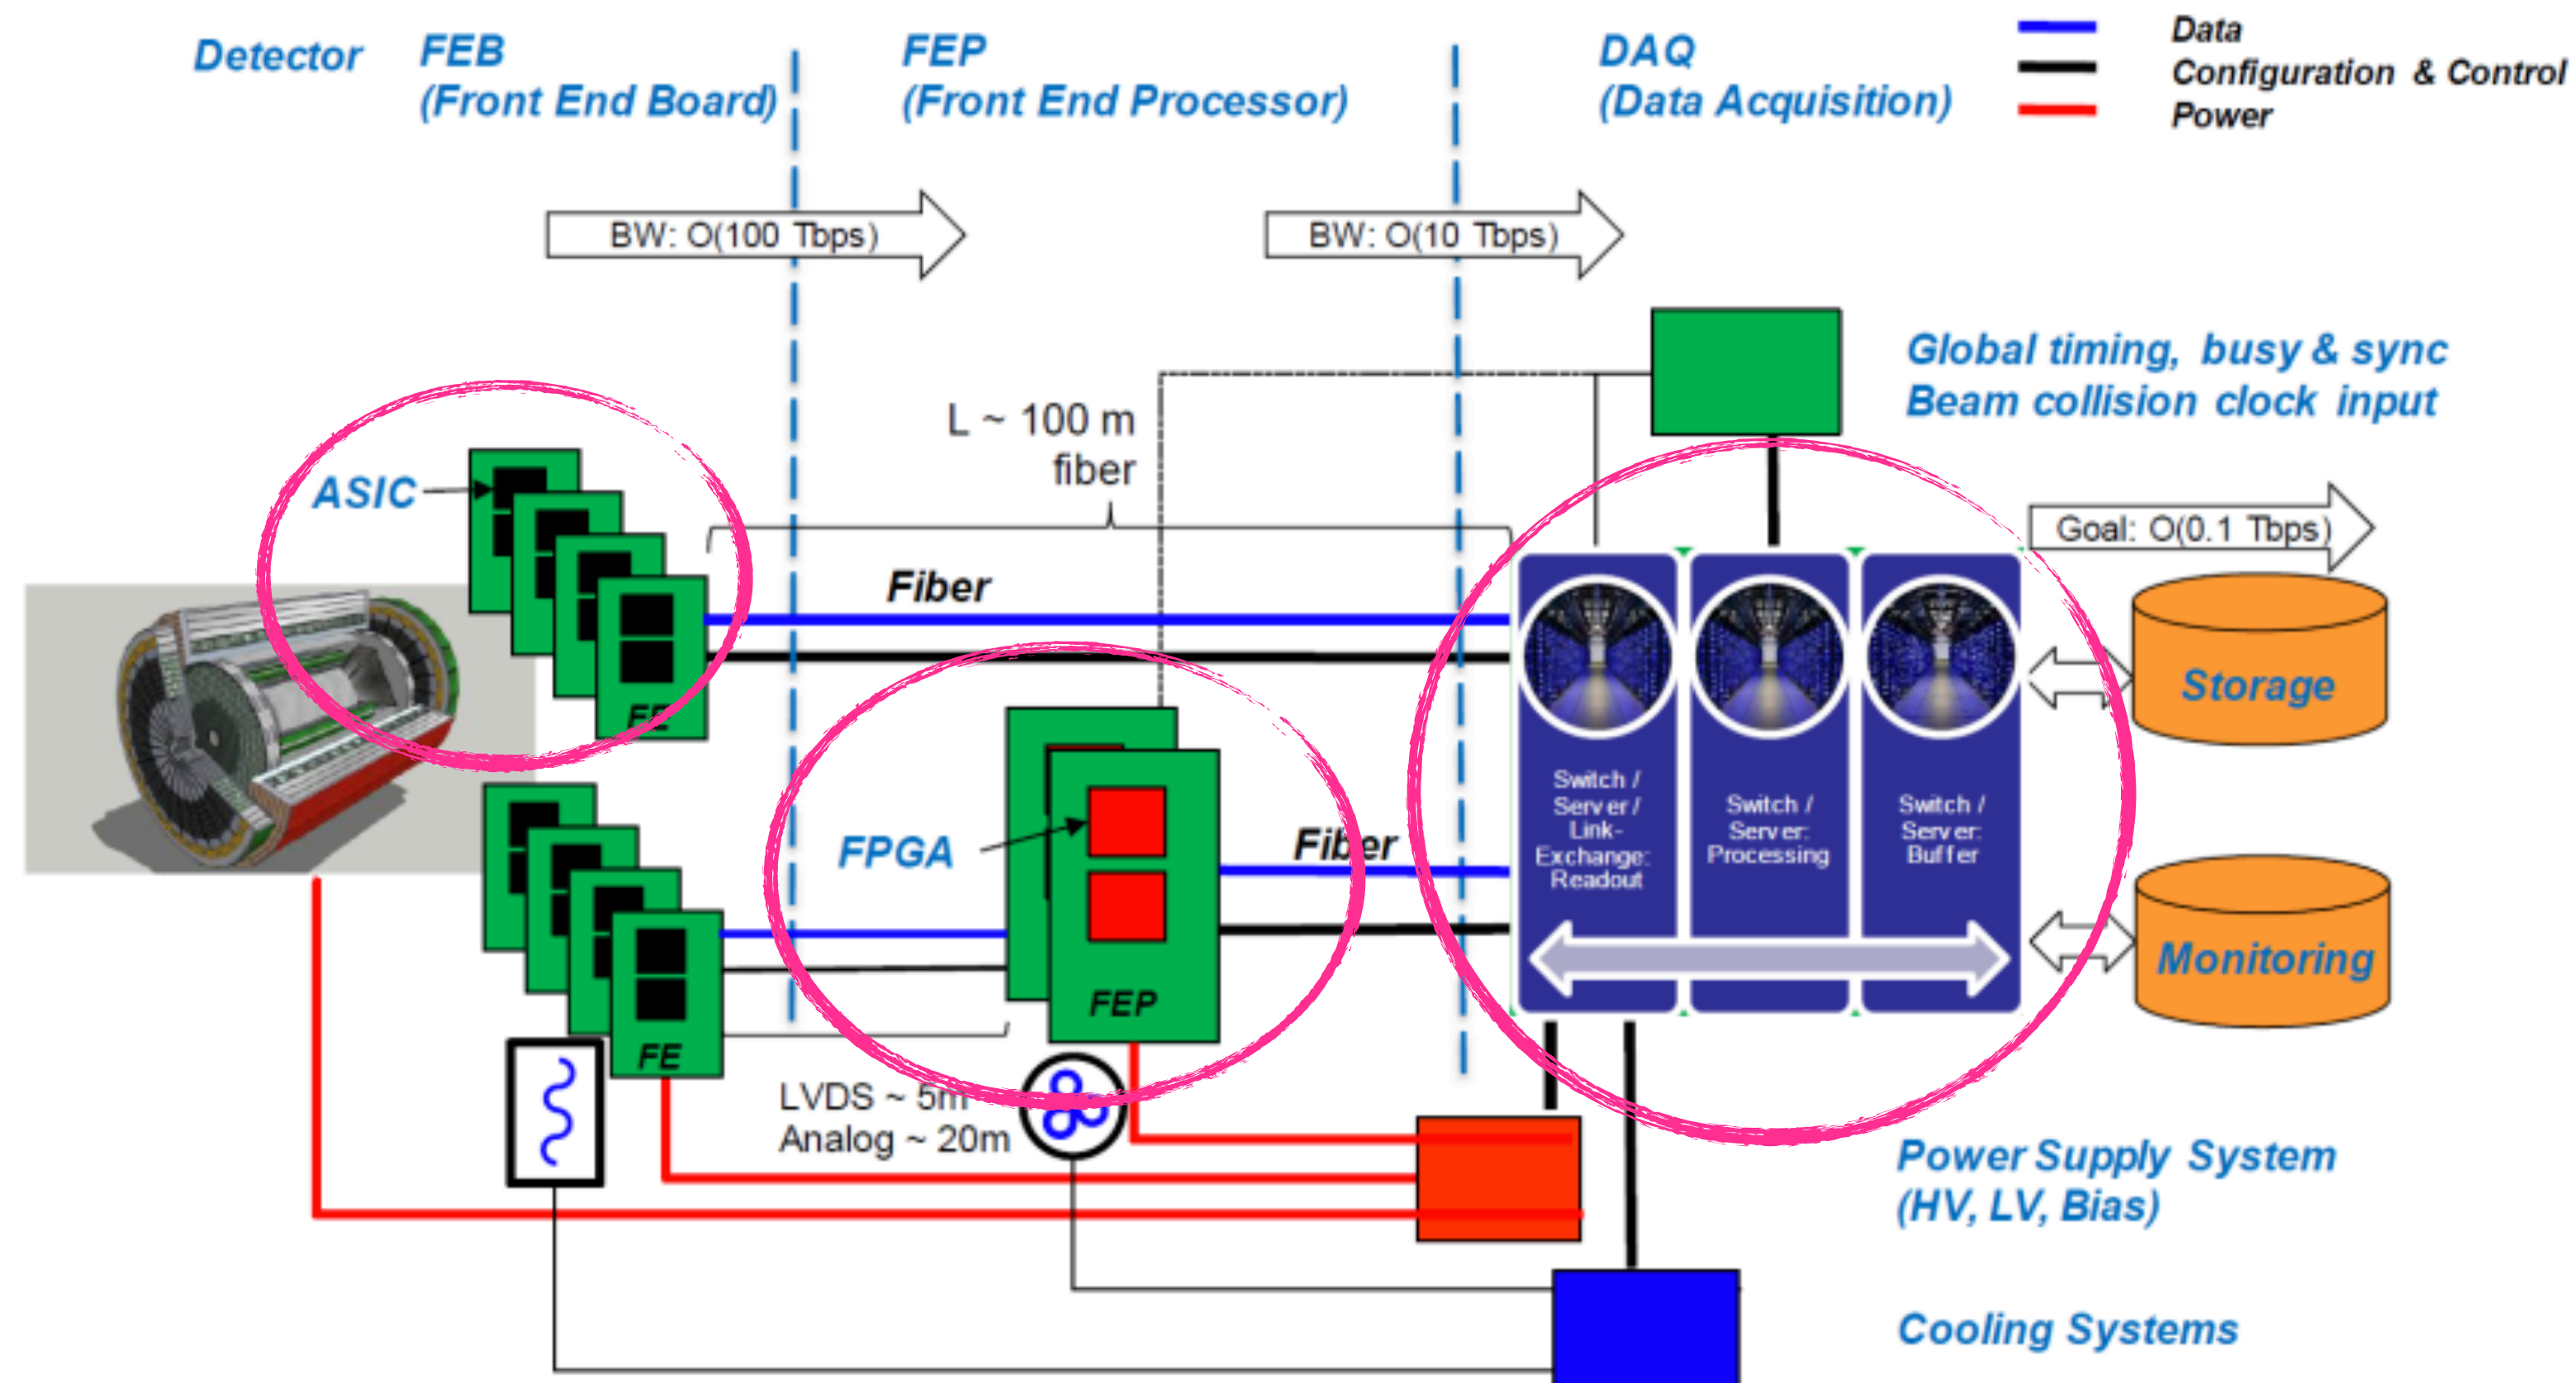 Detector
FEB
(Front End Board)
FEP
(Front End Processor)
DAQ
(Data Acquisition)
Data
Configuration & Control
Power
BW: O(100 Tbps)
BW: O(10 Tbps)
Global timing, busy & sync
Beam collision clock input
L ~ 100 m
fiber
ASIC
Goal: O(0.1 Tbps)
Fiber
Storage
FE
Switch /
Server /
Link-
Exchange:
Readout
Switch /
Server:
Processing
Switch /
Server:
Buffer
FPGA
Fiber
Monitoring
FEP
FE
LVDS ~ 5m
Analog ~ 20m
Power Supply System
(HV, LV, Bias)
Cooling Systems